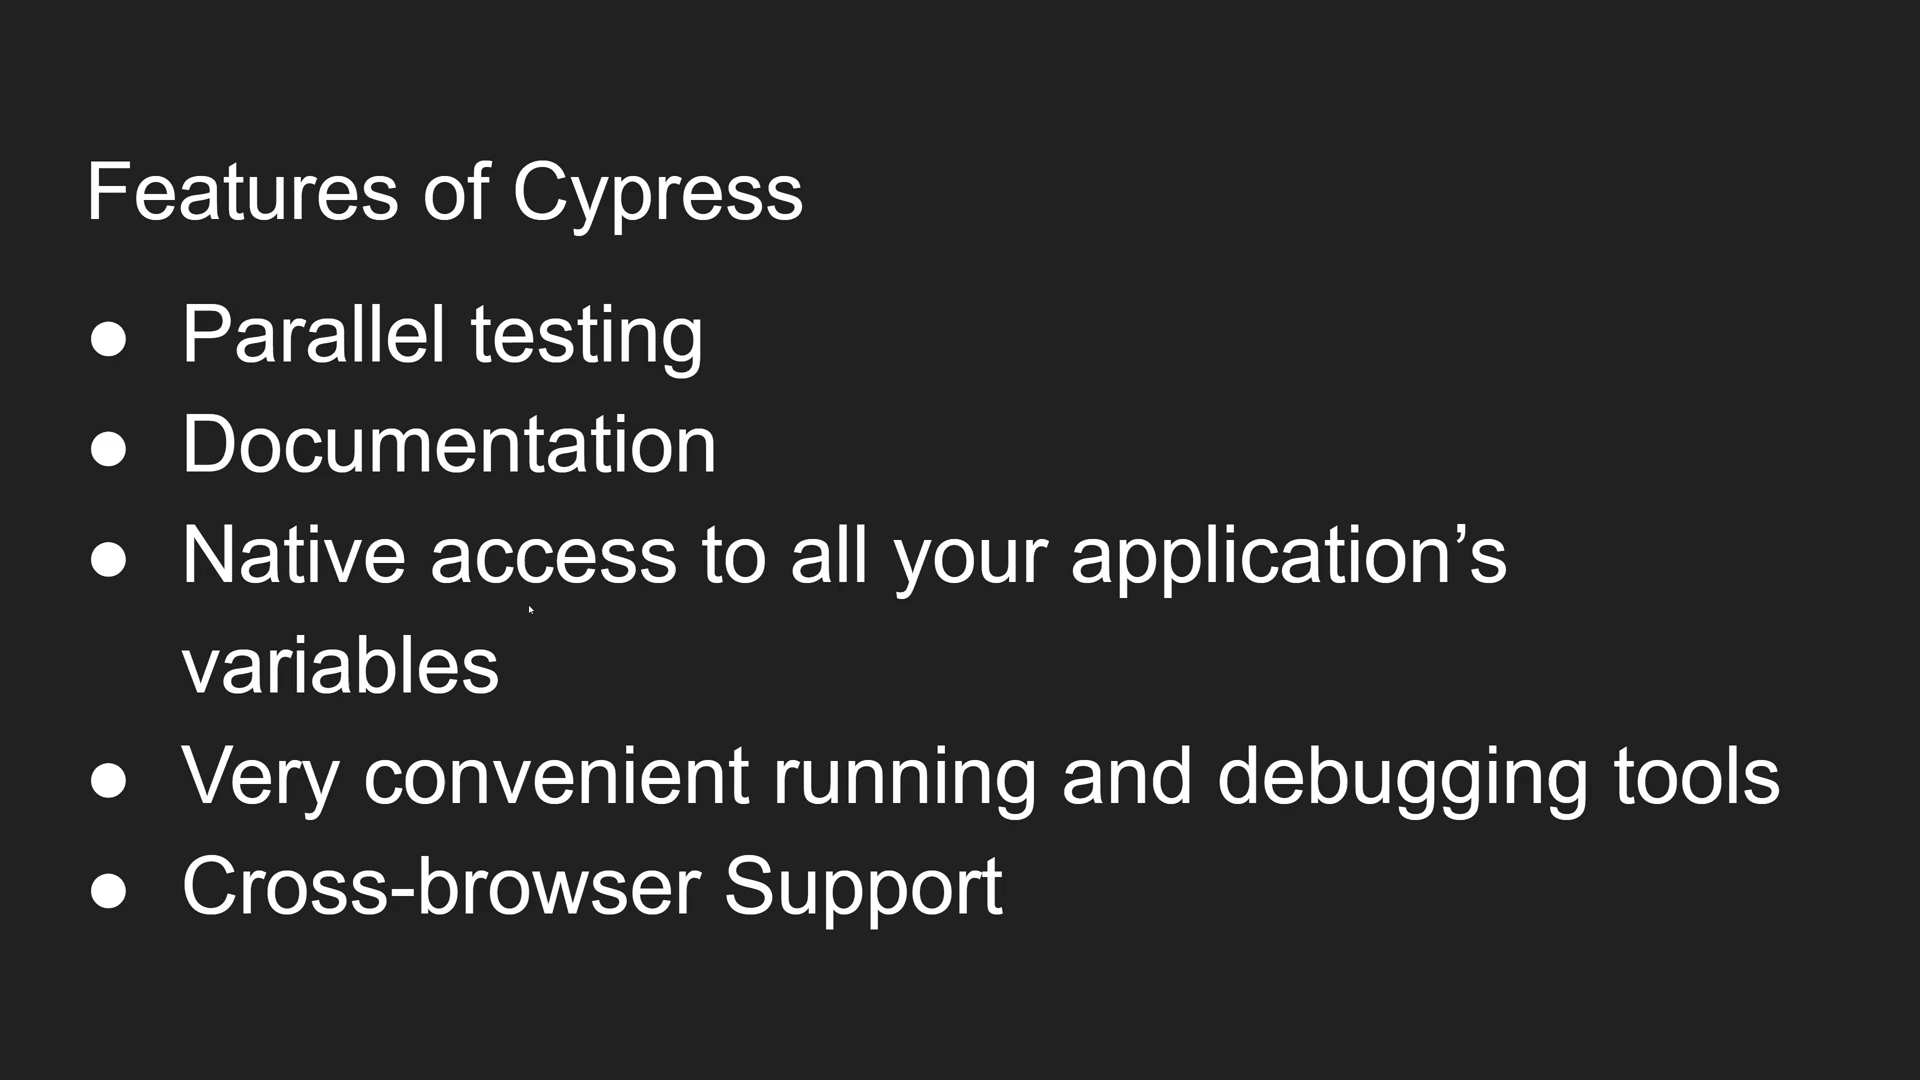 Features of Cypress
● Parallel testing
● Documentation
● Native access to all your application’s
variables
● Very convenient running and debugging tools
● Cross-browser Support